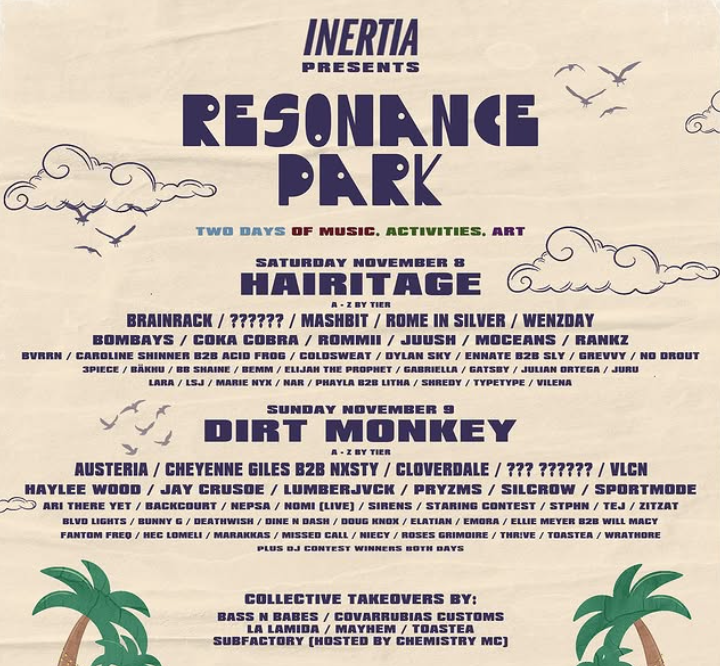 INERTIA
PRESENTS
RESONANCE
PARK
TWO DAYS OF MUSIC, ACTIVITIES, ART
SATURDAY NOVEMBER 8
HAIRITAGE
A - Z BY TIER
BRAINRACK / ?????? / MASHBIT / ROME IN SILVER / WENZDAY
BOMBAYS / COKA COBRA / ROMMII / JUUSH / MOCEANS / RANKZ
BVRRN / CAROLINE SHINNER B2B ACID FROG / COLDSWEAT / DYLAN SKY / ENNATE B2B SLY / GREVVY / NO DROUT
3PIECE / BÄKHU / BB SHAINE / BEMM / ELIJAH THE PROPHET / GABRIELLA / GATSBY / JULIAN ORTEGA / JURU
LARA / LSJ / MARIE NYX / NAR / PHAYLA B2B LITHA / SHREDY / TYPETYPE / VILENA
SUNDAY NOVEMBER 9
DIRT MONKEY
A - Z BY TIER
AUSTERIA / CHEYENNE GILES B2B NXSTY / CLOVERDALE / ??? ?????? / VLCN
HAYLEE WOOD / JAY CRUSOE / LUMBERJVCK / PRYZMS / SILCROW / SPORTMODE
ARI THERE YET / BACKCOURT / NEPSA / NOMI (LIVE) / SIRENS / STARING CONTEST / STPHN / TEJ / ZITZAT
BLVD LIGHTS / BUNNY G / DEATHWISH / DINE N DASH / DOUG KNOX / ELATIAN / EMORA / ELLIE MEYER B2B WILL MACY
FANTOM FREQ / HEC LOMELI / MARAKKAS / MISSED CALL / NIECY / ROSES GRIMOIRE / THR!VE / TOASTEA / WRATHORE
PLUS DJ CONTEST WINNERS BOTH DAYS
COLLECTIVE TAKEOVERS BY:
BASS N BABES / COVARRUBIAS CUSTOMS
LA LAMIDA / MAYHEM / TOASTEA
SUBFACTORY (HOSTED BY CHEMISTRY MC)